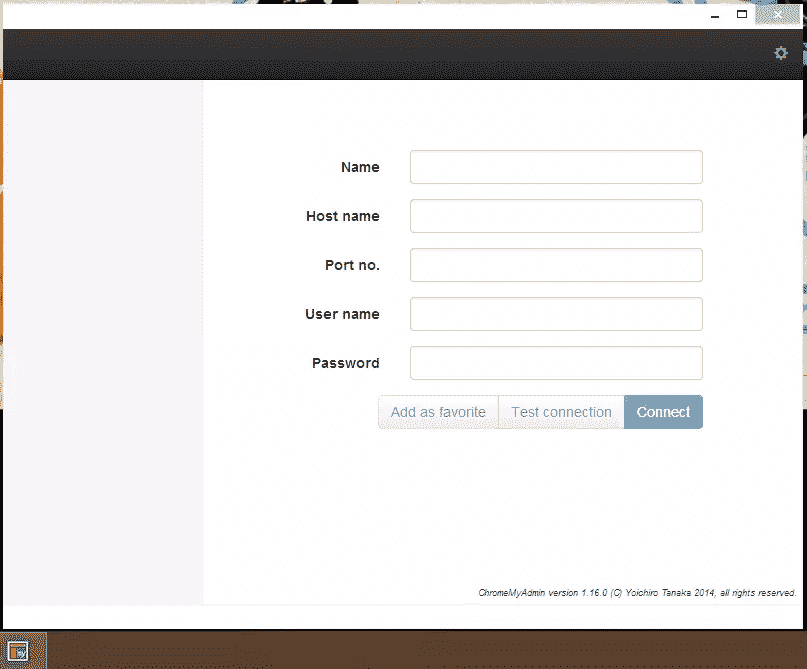 Name
Host name
Port no.
User name
Password
Add as favorite Test connection Connect
ChromeMyAdmin version 1.16.0 (C) Yoichiro Tanaka 2014, all rights reserved.